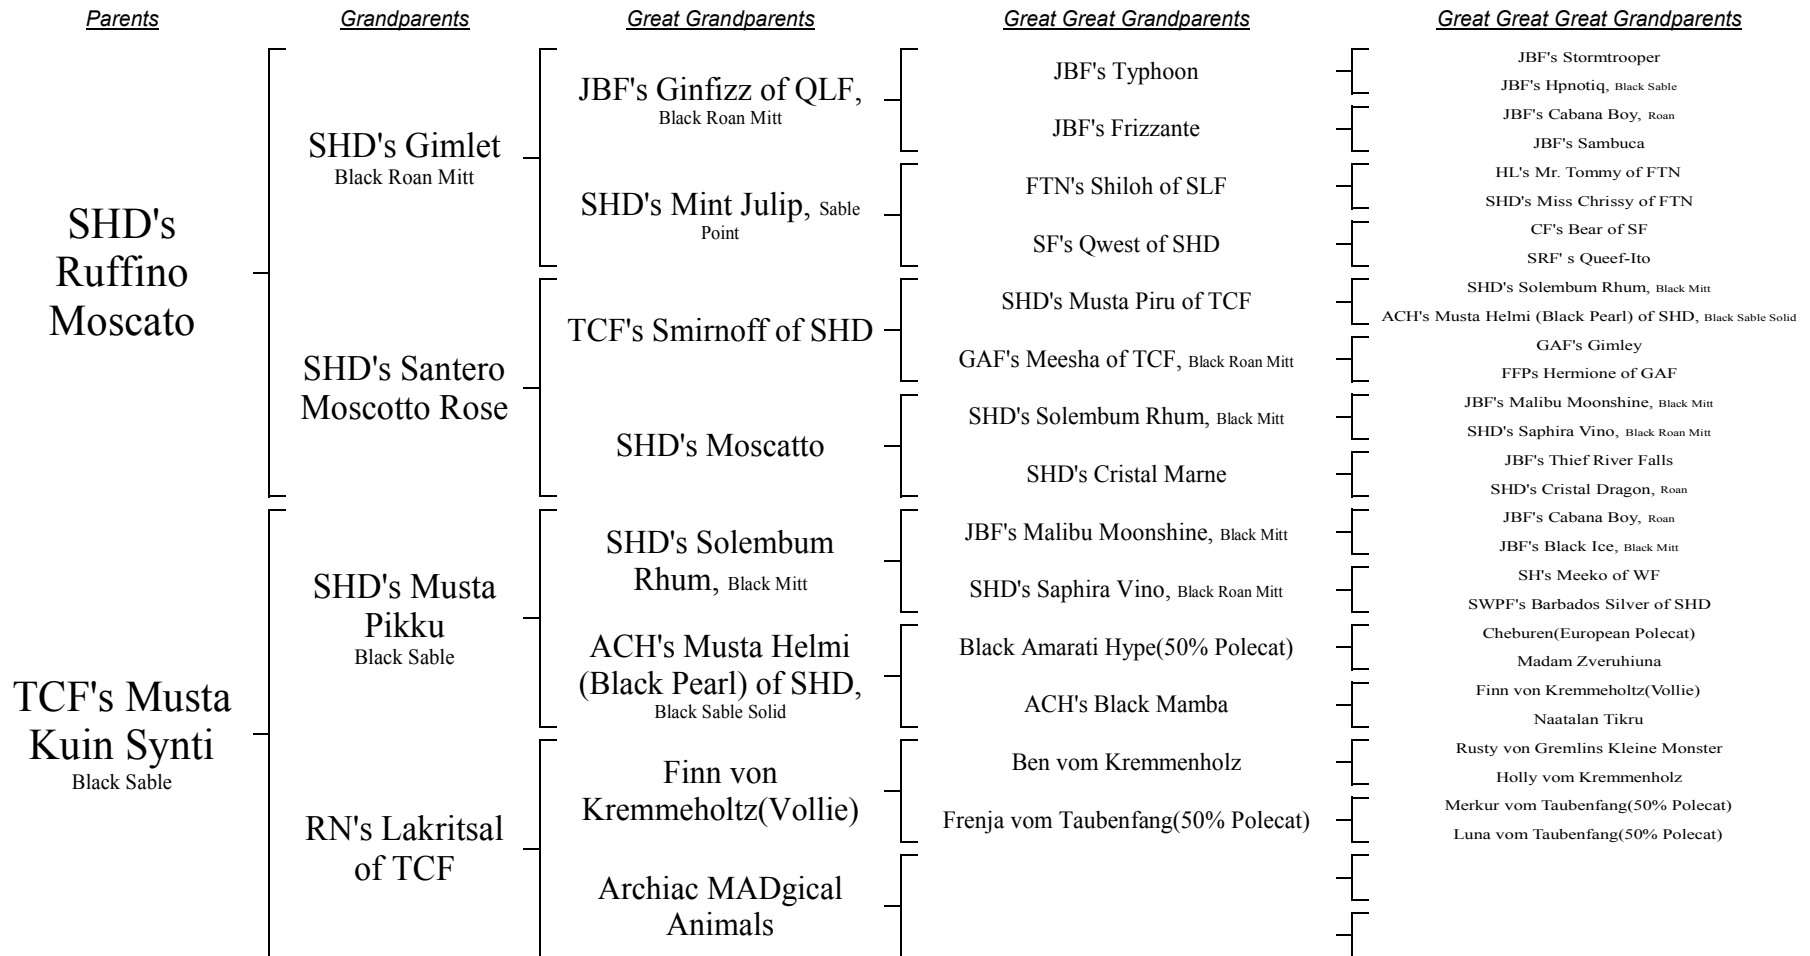 Parents
Grandparents
Great Grandparents
Great Great Grandparents
Great Great Great Grandparents
SHD's
Ruffino
Moscato
TCF's Musta
Kuin Synti
Black Sable
SHD's Gimlet
Black Roan Mitt
SHD's Santero
Moscotto Rose
SHD's Musta
Pikku
Black Sable
RN's Lakritsal
of TCF
JBF's Ginfizz of QLF,
Black Roan Mitt
SHD's Mint Julip, Sable
Point
TCF's Smirnoff of SHD
SHD's Moscatto
SHD's Solembum
Rhum, Black Mitt
ACH's Musta Helmi
(Black Pearl) of SHD,
Black Sable Solid
Finn von
Kremmeholtz(Vollie)
Archiac MADgical
Animals
JBF's Typhoon
JBF's Frizzante
FTN's Shiloh of SLF
SF's Qwest of SHD
SHD's Musta Piru of TCF
GAF's Meesha of TCF, Black Roan Mitt
SHD's Solembum Rhum, Black Mitt
SHD's Cristal Marne
JBF's Malibu Moonshine, Black Mitt
SHD's Saphira Vino, Black Roan Mitt
Black Amarati Hype(50% Polecat)
ACH's Black Mamba
Ben vom Kremmenholz
Frenja vom Taubenfang(50% Polecat)
JBF's Stormtrooper
JBF's Hpnotiq, Black Sable
JBF's Cabana Boy, Roan
JBF's Sambuca
HL's Mr. Tommy of FTN
SHD's Miss Chrissy of FTN
CF's Bear of SF
SRF' s Queef-Ito
SHD's Solembum Rhum, Black Mitt
ACH's Musta Helmi (Black Pearl) of SHD, Black Sable Solid
GAF's Gimley
FFPs Hermione of GAF
JBF's Malibu Moonshine, Black Mitt
SHD's Saphira Vino, Black Roan Mitt
JBF's Thief River Falls
SHD's Cristal Dragon, Roan
JBF's Cabana Boy, Roan
JBF's Black Ice, Black Mitt
SH's Meeko of WF
SWPF's Barbados Silver of SHD
Cheburen(European Polecat)
Madam Zveruhiuna
Finn von Kremmeholtz(Vollie)
Naatalan Tikru
Rusty von Gremlins Kleine Monster
Holly vom Kremmenholz
Merkur vom Taubenfang(50% Polecat)
Luna vom Taubenfang(50% Polecat)